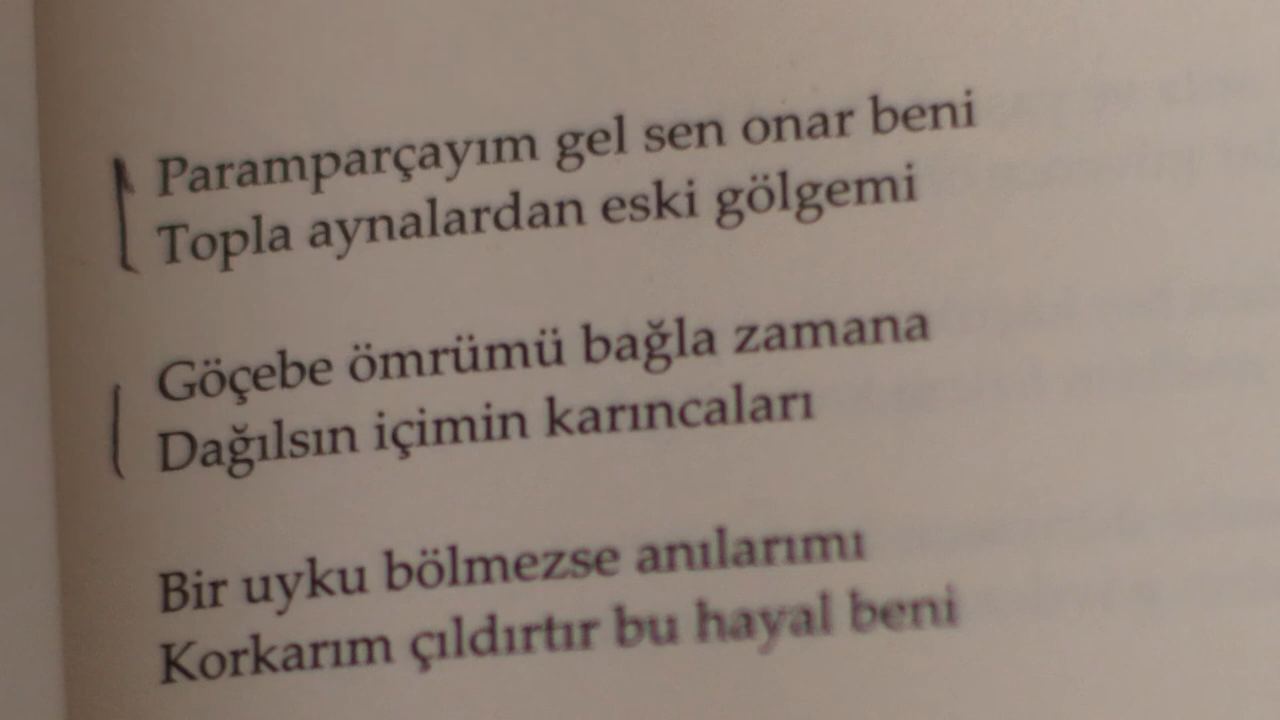 Paramparçayım gel sen onar beni
Topla aynalardan eski gölgemi
Göçebe ömrümü bağla zamana
Dağılsın içimin karıncaları
Bir uyku bölmezse anılarımı
Korkarım çıldırtır bu hayal beni